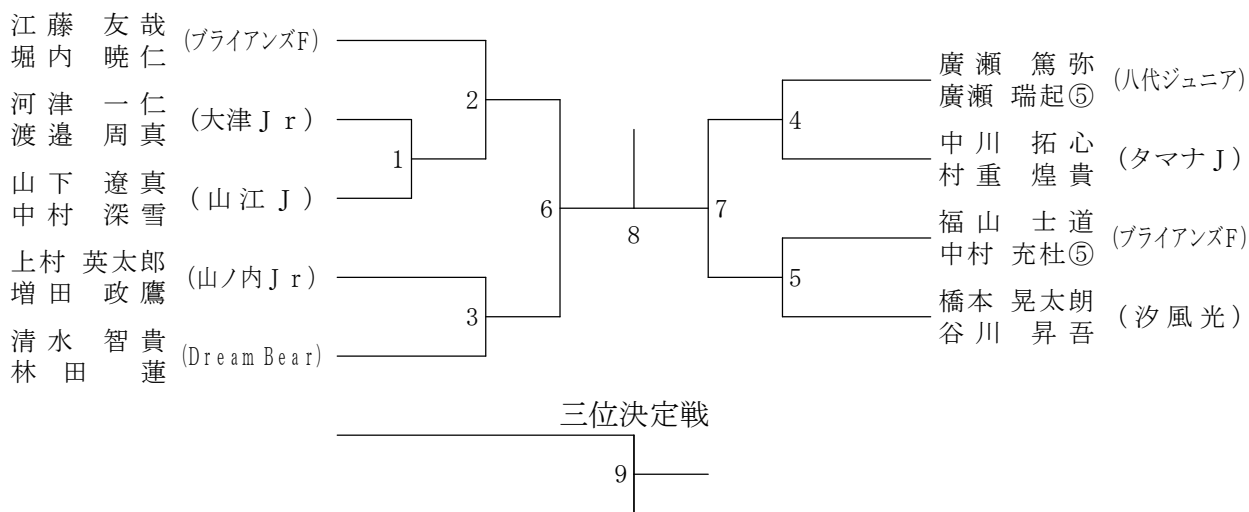 江藤 友哉
堀内 暁仁
(ブライアンズF)
河津 一仁
渡邉 周真
(大津Jr)
山下 遼真
中村 深雪
(山江J)
上村 英太郎
増田 政鷹
(山ノ内Jr)
清水 智貴
林田 蓮
(Dream Bear)
1
2
3
6
8
7
4
5
廣瀬 篤弥
廣瀬 瑞起⑤
(八代ジュニア)
中川 拓心
村重 煌貴
(タマナJ)
福山 士道
中村 充杜⑤
(ブライアンズF)
橋本 晃太朗
谷川 昇吾
(汐風光)
三位決定戦
9